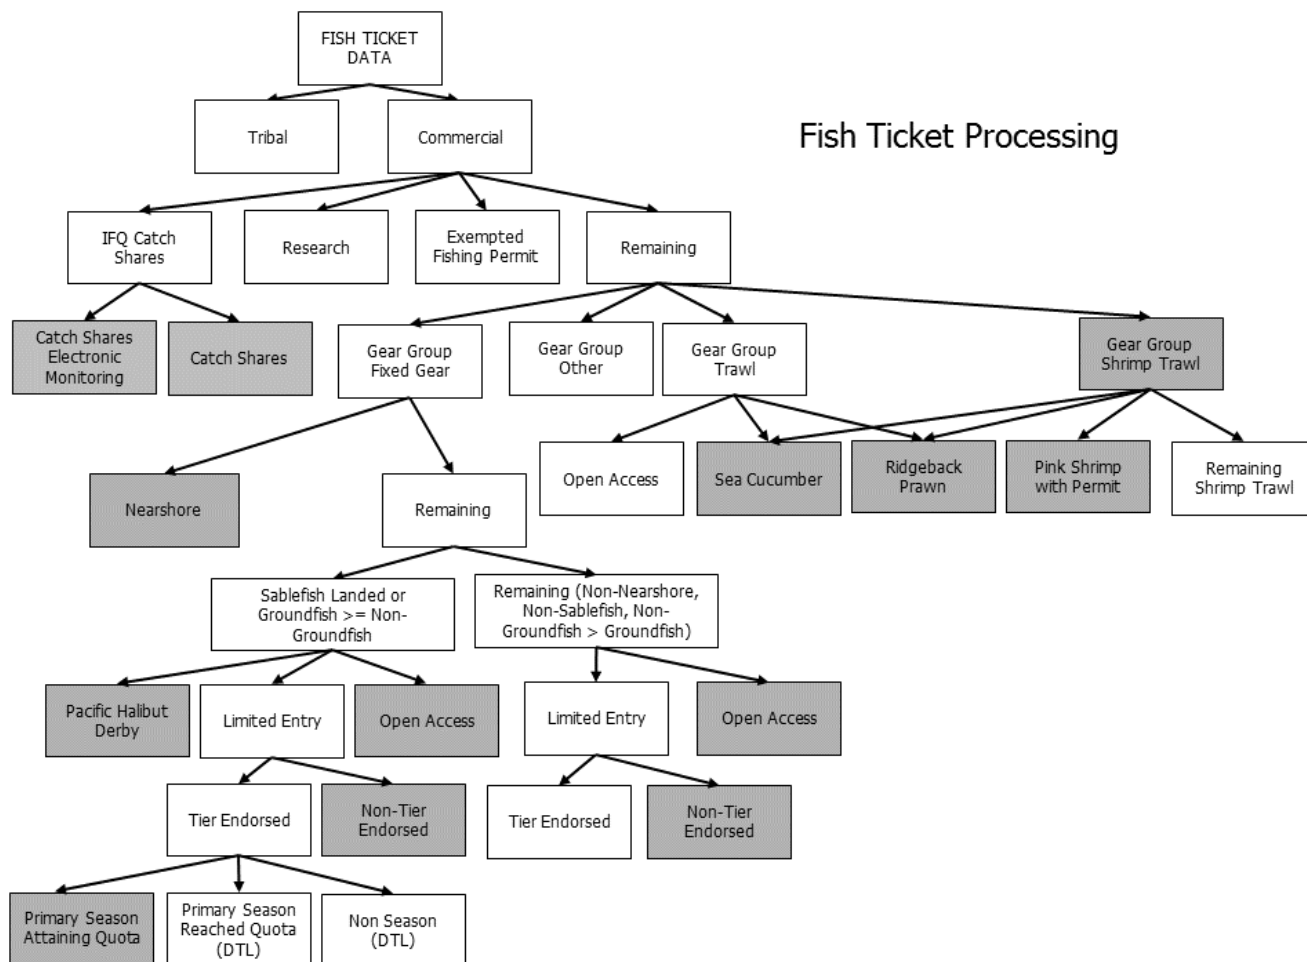 FISH TICKET
DATA
Fish Ticket Processing
Tribal
Commercial
IFQ Catch
Shares
Research
Exempted
Fishing Permit
Remaining
Catch Shares
Electronic
Monitoring
Catch Shares
Gear Group
Fixed Gear
Gear Group
Other
Gear Group
Trawl
Gear Group
Shrimp Trawl
Nearshore
Remaining
Open Access
Sea Cucumber
Ridgeback
Prawn
Pink Shrimp
with Permit
Remaining
Shrimp Trawl
Sablefish Landed or
Groundfish >= Non-
Groundfish
Remaining (Non-Nearshore,
Non-Sablefish, Non-
Groundfish > Groundfish)
Pacific Halibut
Derby
Limited Entry
Open Access
Limited Entry
Open Access
Tier Endorsed
Non-Tier
Endorsed
Tier Endorsed
Non-Tier
Endorsed
Primary Season
Attaining Quota
Primary Season
Reached Quota
(DTL)
Non Season
(DTL)